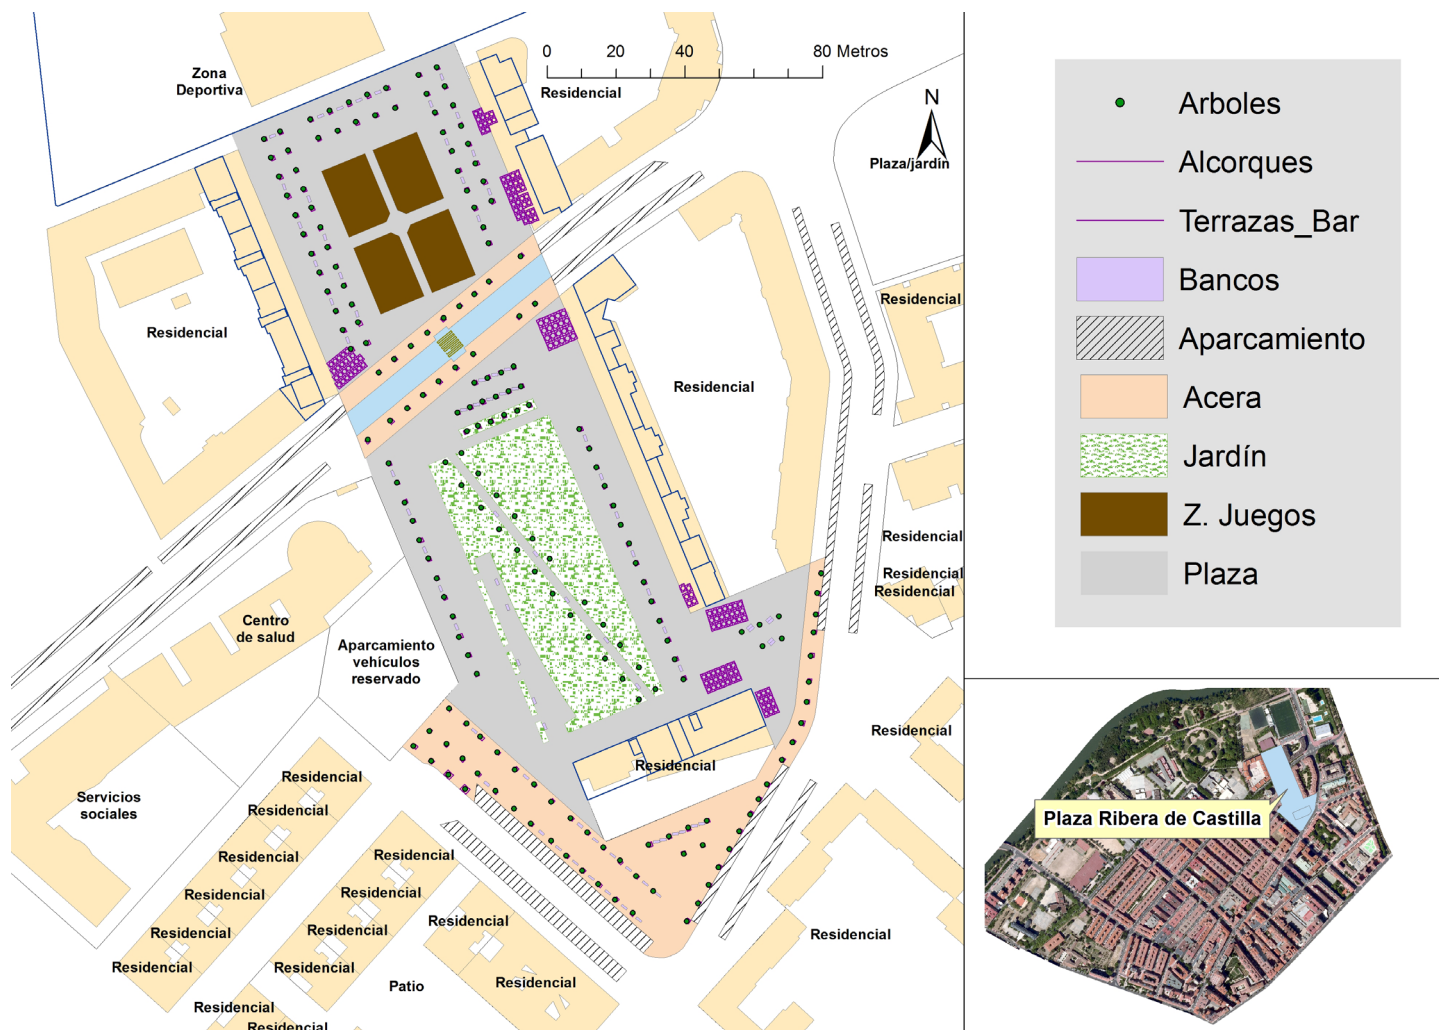 0 20 40 80 Metros
Zona
Deportiva
Residencial
N
Plaza/jardín
Residencial
Residencial
Residencial
Residencial
Residencial
Residencial
Centro
de salud
Aparcamiento
vehículos
reservado
Residencial
Residencial
Residencial
Servicios
sociales
Residencial
Residencial
Residencial
Residencial
Residencial
Residencial
Residencial
Residencial
Residencial
Residencial
Residencial
Residencial
Patio
Residencial
Residencial
Residencial
Arboles
Alcorques
Terrazas_Bar
Bancos
Aparcamiento
Acera
Jardín
Z. Juegos
Plaza
Plaza Ribera de Castilla